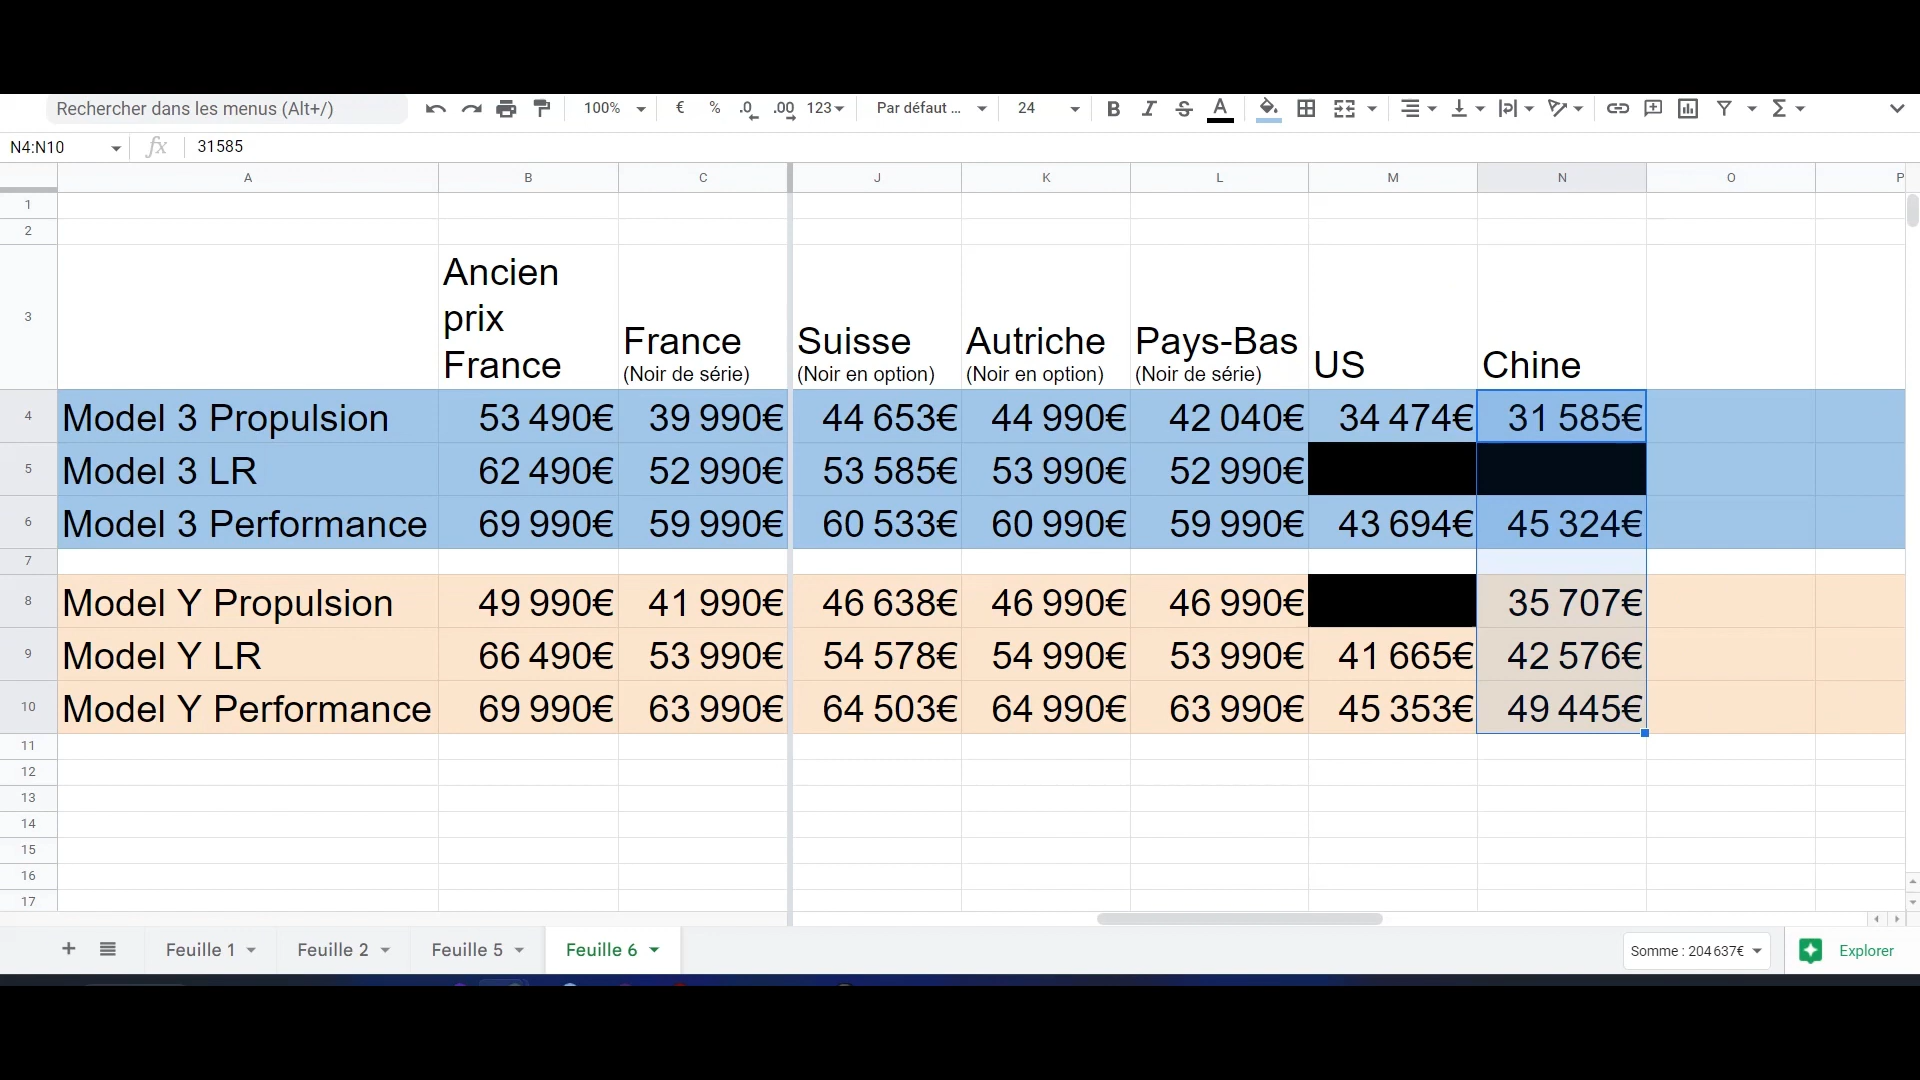 Rechercher dans les menus (Alt+/)
100%
€
%
.0
.00
123
Par défaut ...
24
B
I
S
A
Σ
N4:N10
fx
31585
A
B
C
J
K
L
M
N
O
P
1
2
3
Ancien
prix
France
France
(Noir de série)
Suisse
(Noir en option)
Autriche
(Noir en option)
Pays-Bas
(Noir de série)
US
Chine
4
Model 3 Propulsion
53 490€
39 990€
44 653€
44 990€
42 040€
34 474€
31 585€
5
Model 3 LR
62 490€
52 990€
53 585€
53 990€
52 990€
6
Model 3 Performance
69 990€
59 990€
60 533€
60 990€
59 990€
43 694€
45 324€
7
8
Model Y Propulsion
49 990€
41 990€
46 638€
46 990€
46 990€
35 707€
9
Model Y LR
66 490€
53 990€
54 578€
54 990€
53 990€
41 665€
42 576€
10
Model Y Performance
69 990€
63 990€
64 503€
64 990€
63 990€
45 353€
49 445€
11
12
13
14
15
16
17
Feuille 1
Feuille 2
Feuille 5
Feuille 6
Somme : 204 637€
Explorer